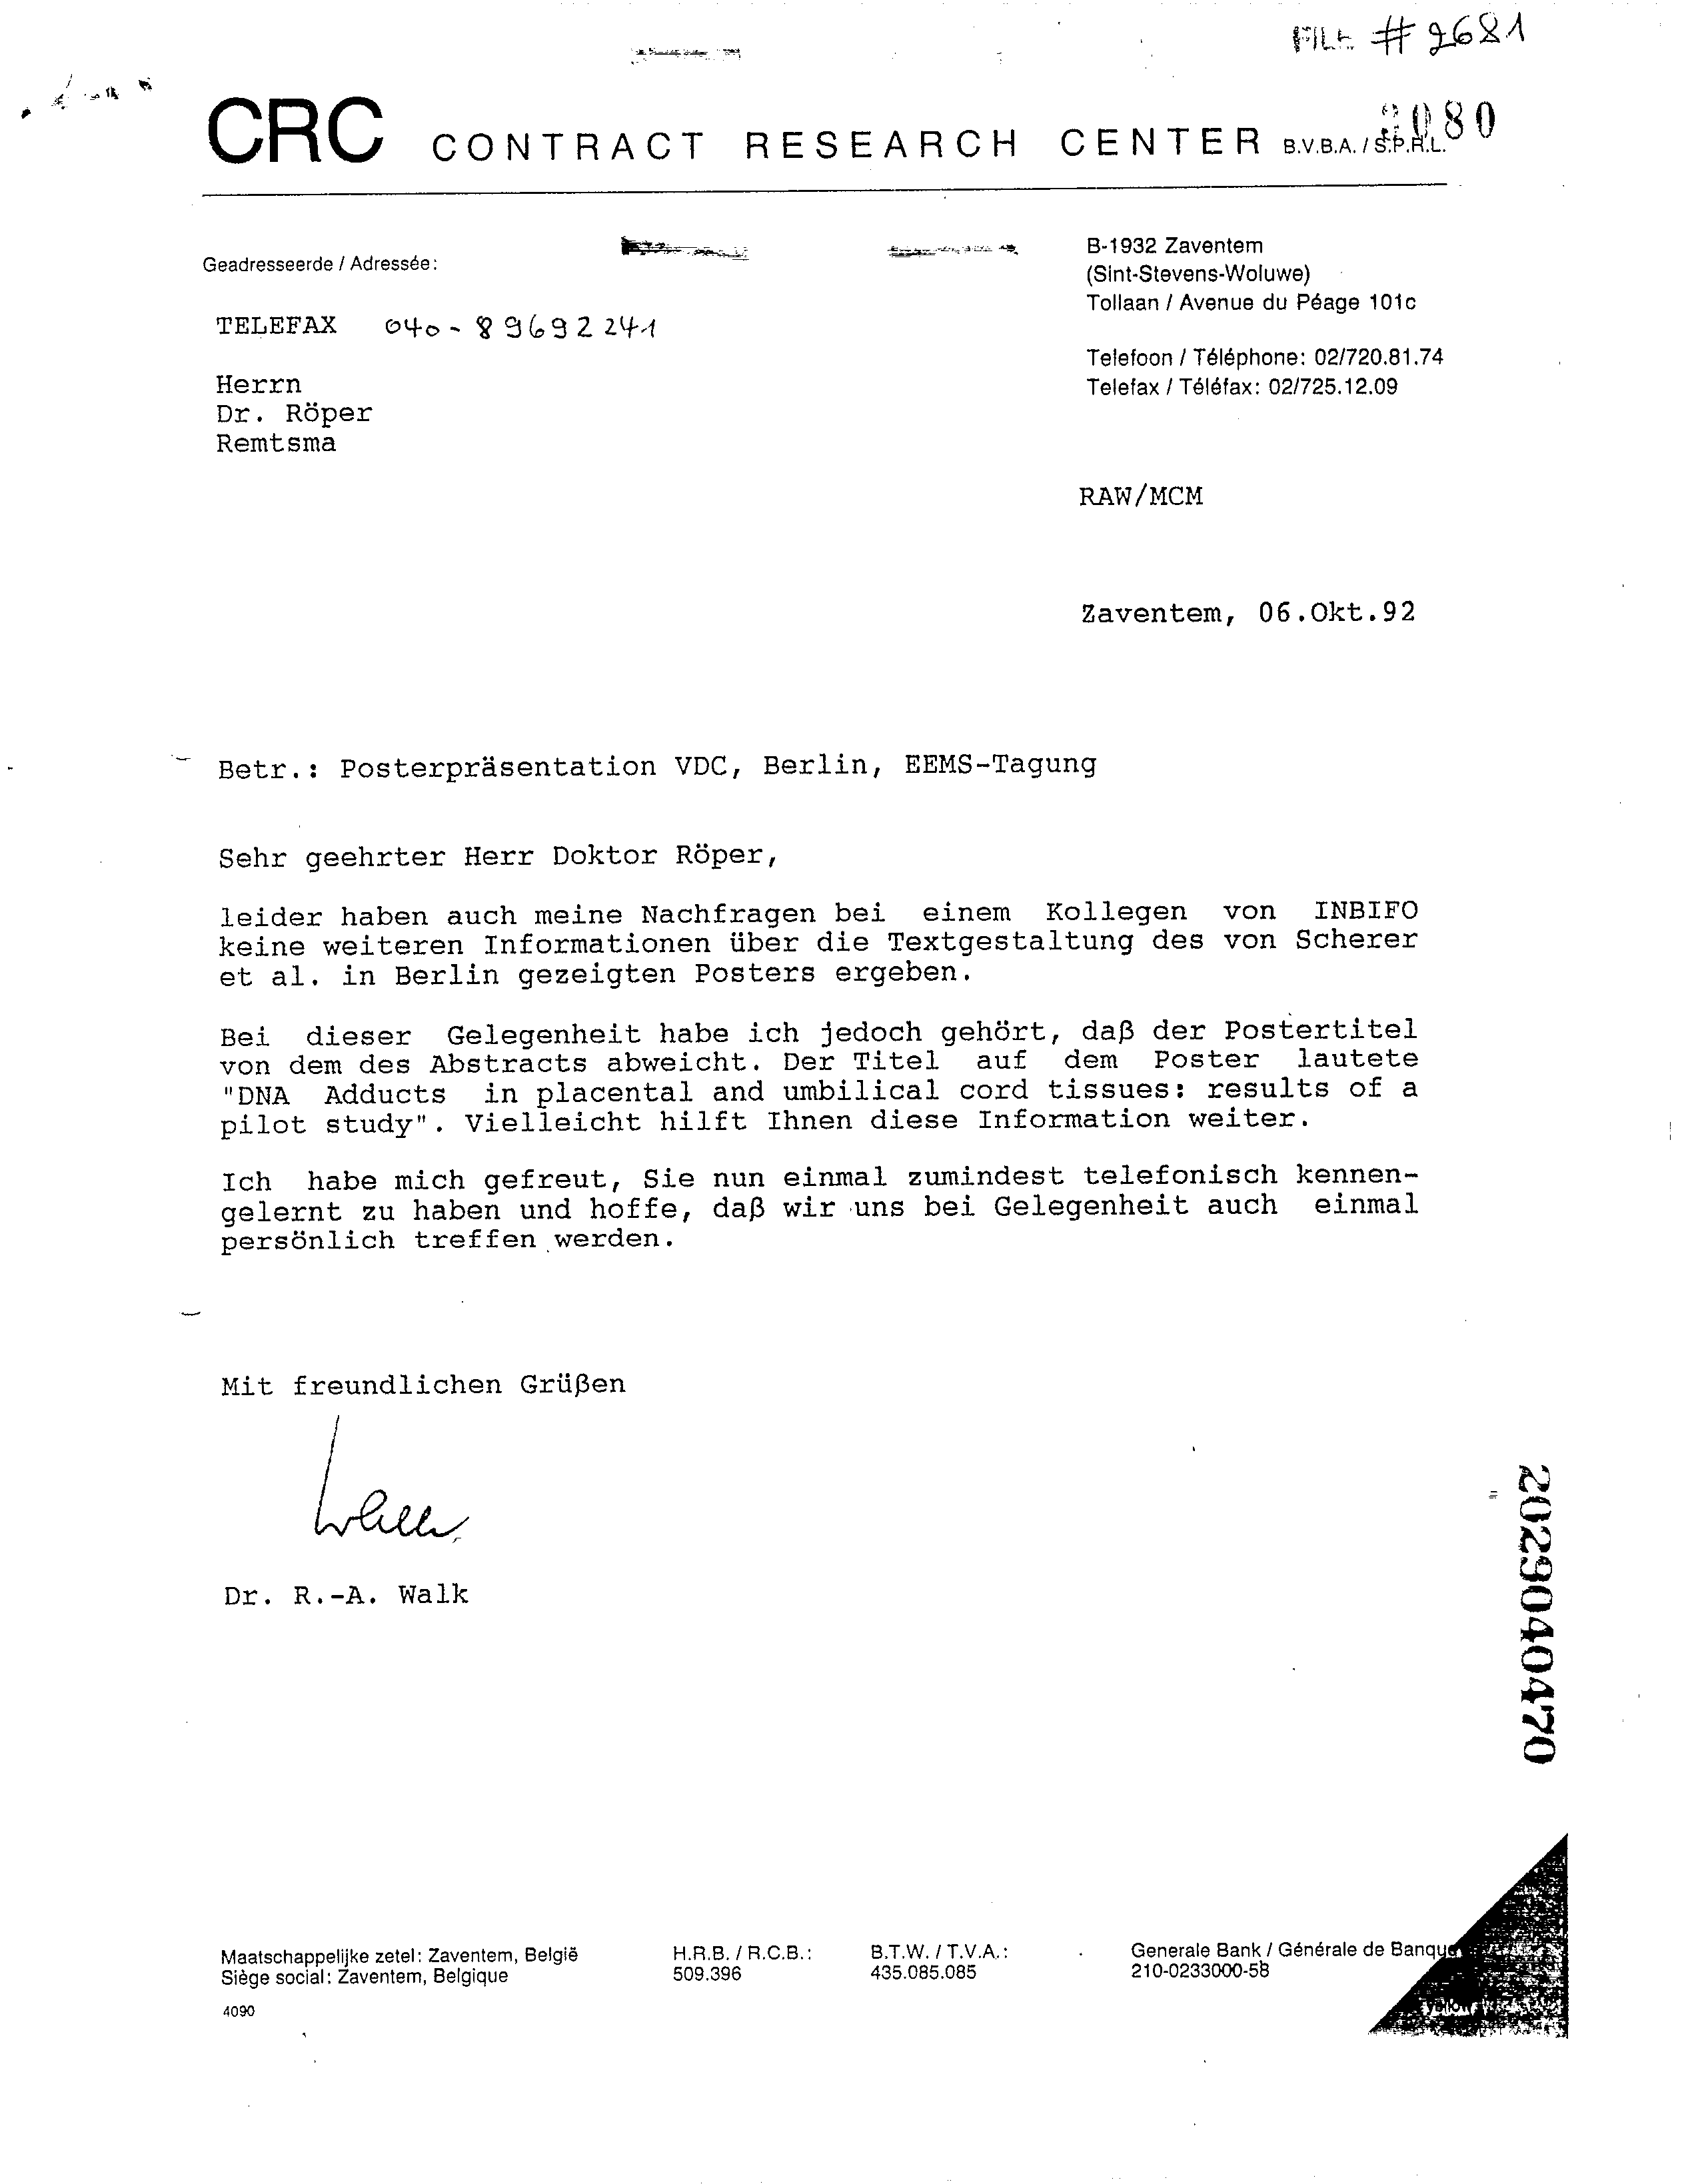 FILE # 2681
CRC CONTRACT RESEARCH CENTER B.V.B.A. / S.P.R.L.
Geadresseerde / Adressée:
B-1932 Zaventem
(Sint-Stevens-Woluwe)
Tollaan / Avenue du Péage 101c
TELEFAX 040-89692241
Telefoon / Téléphone: 02/720.81.74
Telefax / Téléfax: 02/725.12.09
Herrn
Dr. Röper
Remtsma
RAW/MCM
Zaventem, 06.Okt.92
Betr.: Posterpräsentation VDC, Berlin, EEMS-Tagung
Sehr geehrter Herr Doktor Röper,
leider haben auch meine Nachfragen bei einem Kollegen von INBIFO
keine weiteren Informationen über die Textgestaltung des von Scherer
et al. in Berlin gezeigten Posters ergeben.
Bei dieser Gelegenheit habe ich jedoch gehört, daß der Postertitel
von dem des Abstracts abweicht. Der Titel auf dem Poster lautete
"DNA Adducts in placental and umbilical cord tissues: results of a
pilot study". Vielleicht hilft Ihnen diese Information weiter.
Ich habe mich gefreut, Sie nun einmal zumindest telefonisch kennen-
gelernt zu haben und hoffe, daß wir uns bei Gelegenheit auch einmal
persönlich treffen werden.
Mit freundlichen Grüßen
Dr. R.-A. Walk
2029040470
Maatschappelijke zetel: Zaventem, België
Siège social: Zaventem, Belgique
H.R.B. / R.C.B.:
509.396
B.T.W. / T.V.A.:
435.085.085
Generale Bank / Générale de Banque
210-0233000-58
4090
yellow